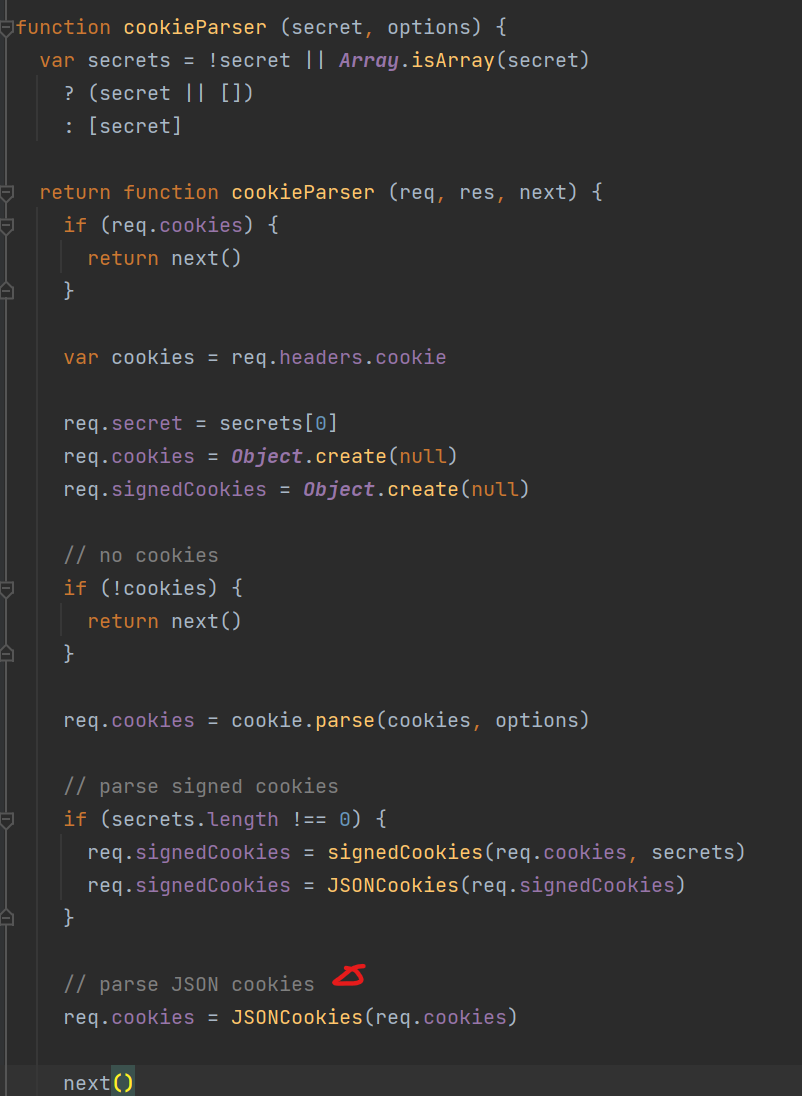 function cookieParser (secret, options) {
  var secrets = !secret || Array.isArray(secret)
    ? (secret || [])
    : [secret]
  return function cookieParser (req, res, next) {
    if (req.cookies) {
      return next()
    }
    var cookies = req.headers.cookie
    req.secret = secrets[0]
    req.cookies = Object.create(null)
    req.signedCookies = Object.create(null)
    // no cookies
    if (!cookies) {
      return next()
    }
    req.cookies = cookie.parse(cookies, options)
    // parse signed cookies
    if (secrets.length !== 0) {
      req.signedCookies = signedCookies(req.cookies, secrets)
      req.signedCookies = JSONCookies(req.signedCookies)
    }
    // parse JSON cookies
    req.cookies = JSONCookies(req.cookies)
    next()